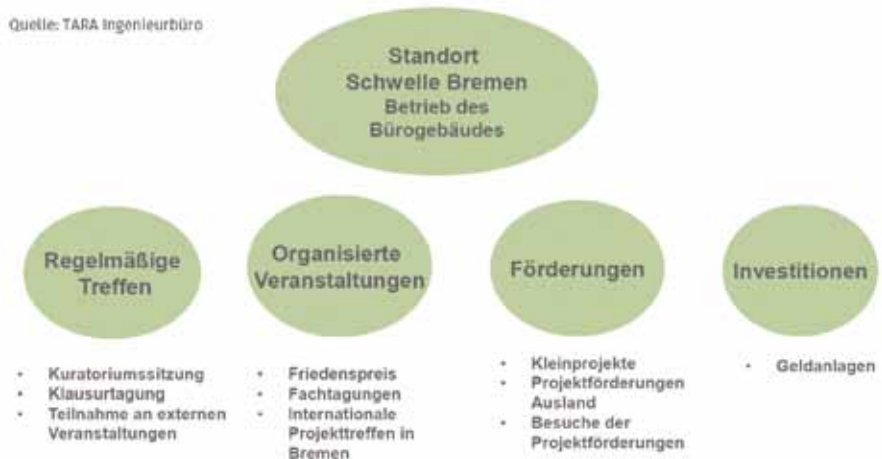 Quelle: TARA Ingenieurbüro
Standort
Schwelle Bremen
Betrieb des
Bürogebäudes
Regelmäßige
Treffen
Organisierte
Veranstaltungen
Förderungen
Investitionen
• Kuratoriumssitzung
• Klausurtagung
• Teilnahme an externen
Veranstaltungen
• Friedenspreis
• Fachtagungen
• Internationale
Projekttreffen in
Bremen
• Kleinprojekte
• Projektförderungen
Ausland
• Besuche der
Projektförderungen
• Geldanlagen